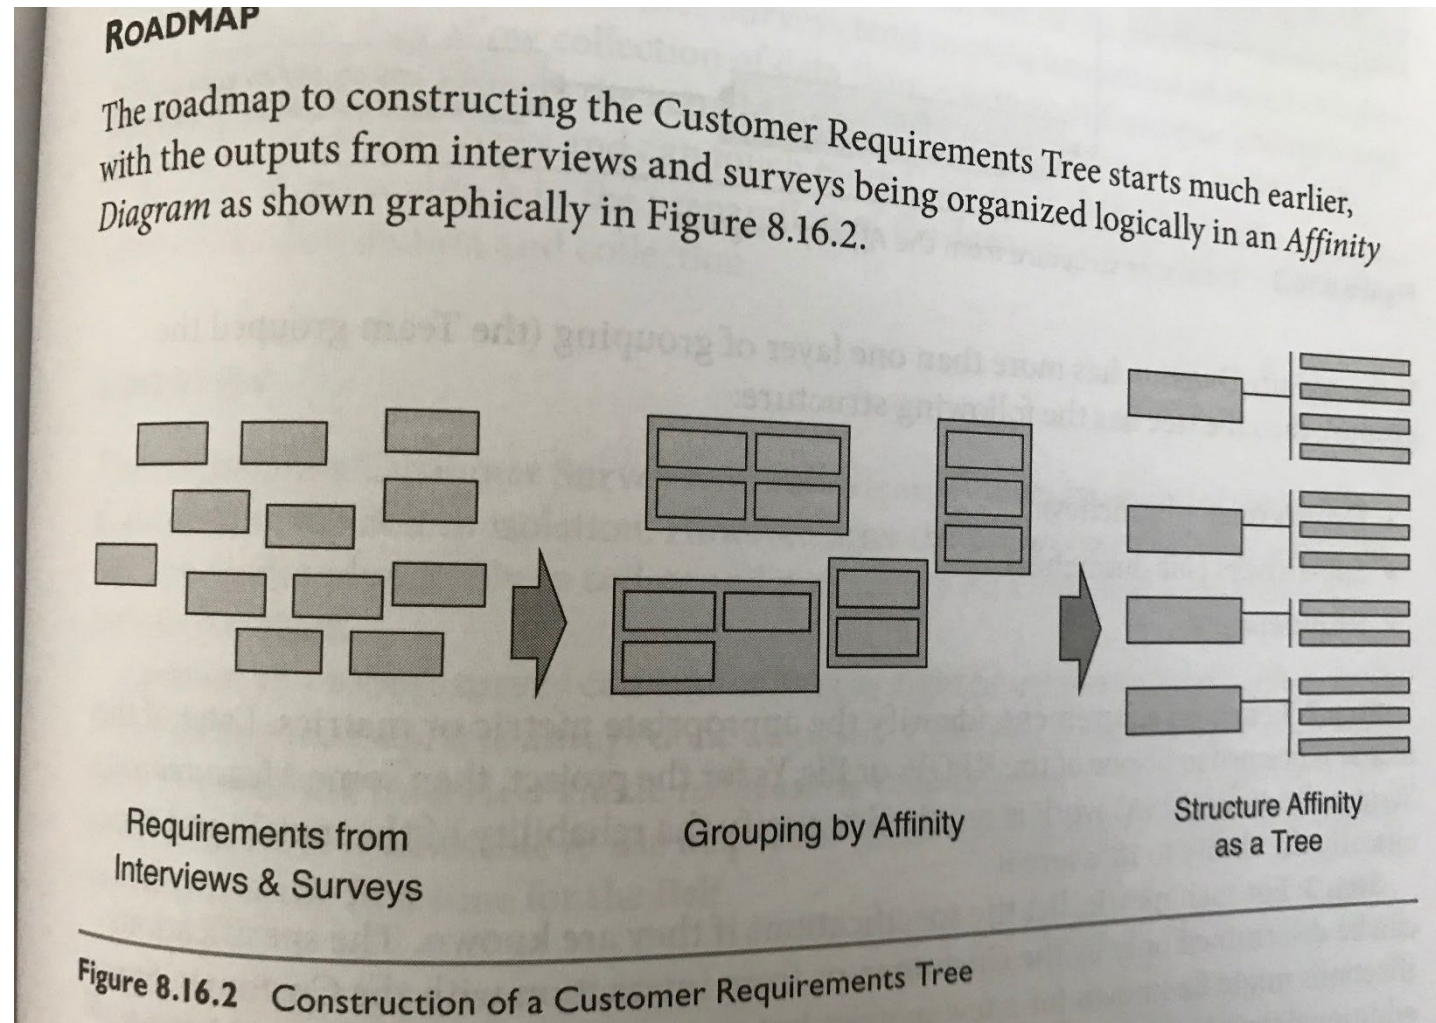 ROADMAP
The roadmap to constructing the Customer Requirements Tree starts much earlier,
with the outputs from interviews and surveys being organized logically in an Affinity
Diagram as shown graphically in Figure 8.16.2.
Requirements from
Interviews & Surveys
Grouping by Affinity
Structure Affinity
as a Tree
Figure 8.16.2 Construction of a Customer Requirements Tree